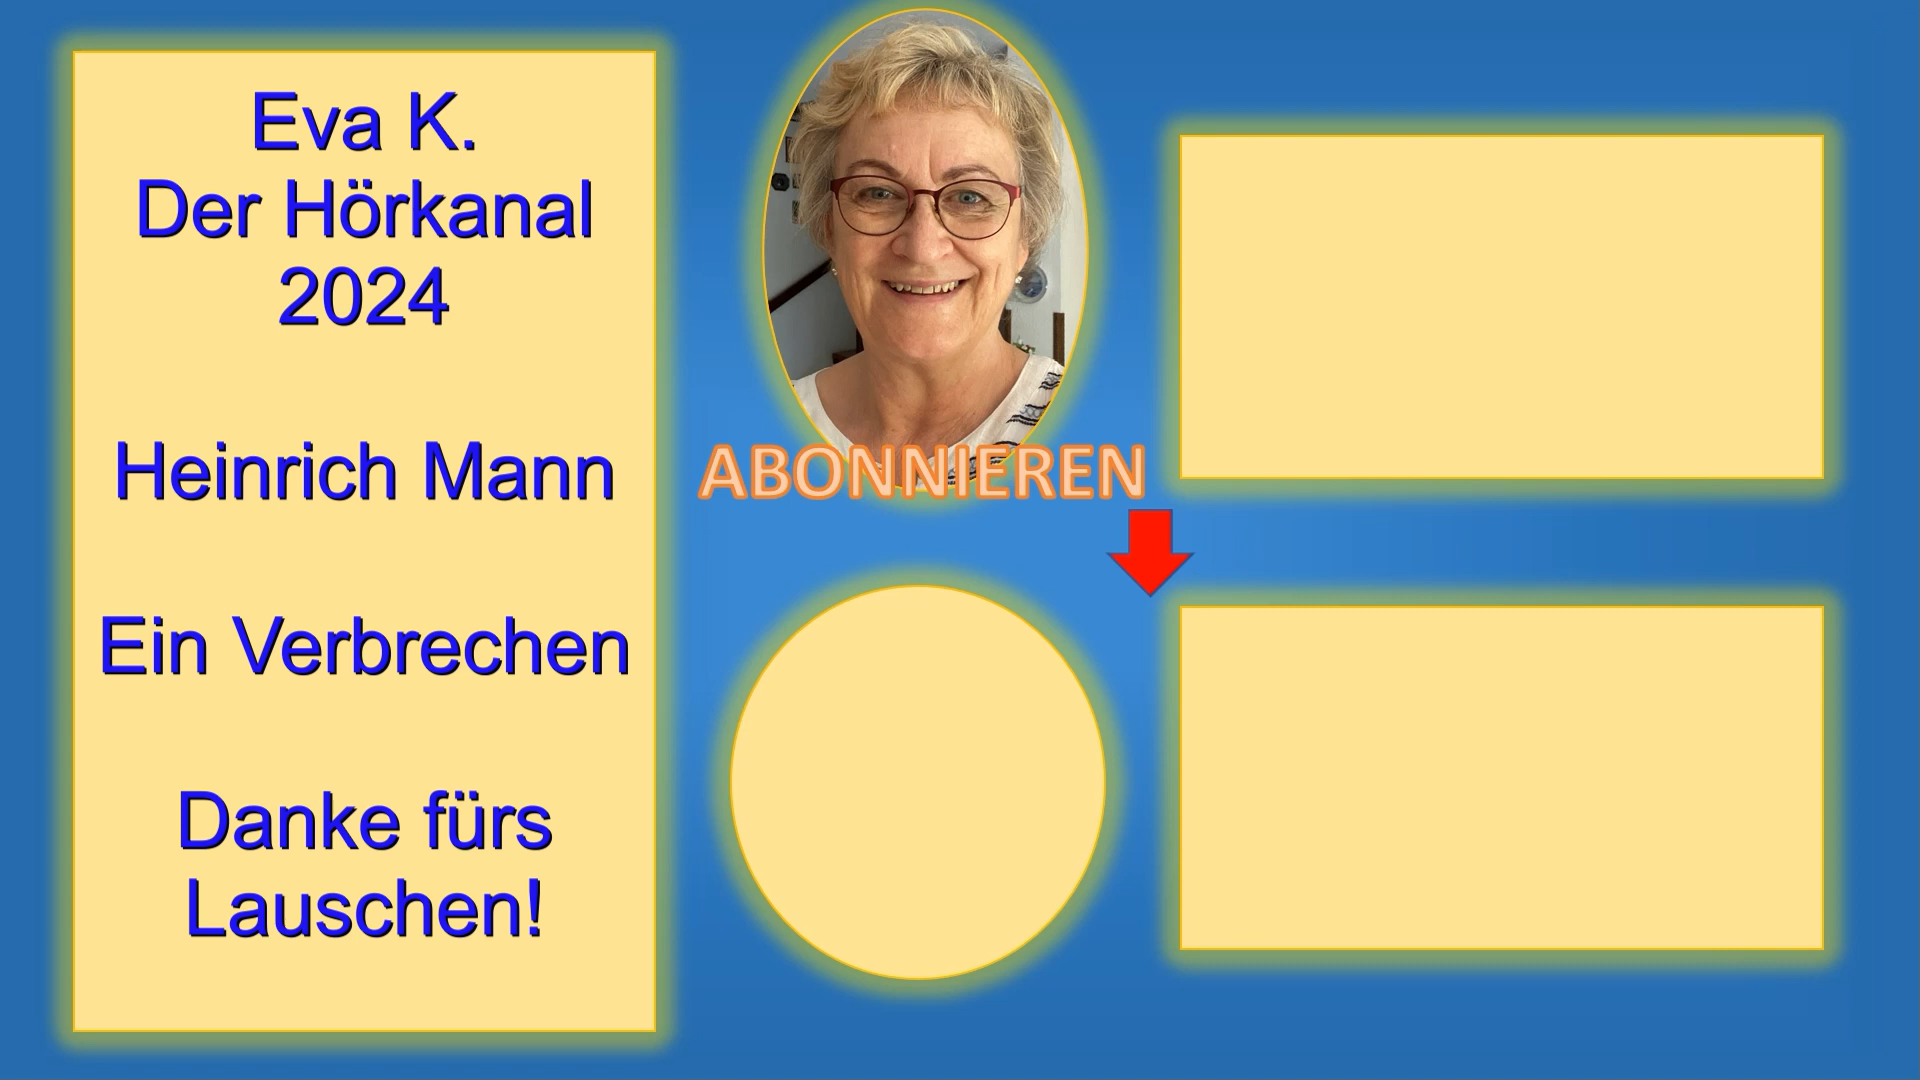 Eva K.
Der Hörkanal
2024
Heinrich Mann
Ein Verbrechen
Danke fürs
Lauschen!
ABONNIEREN